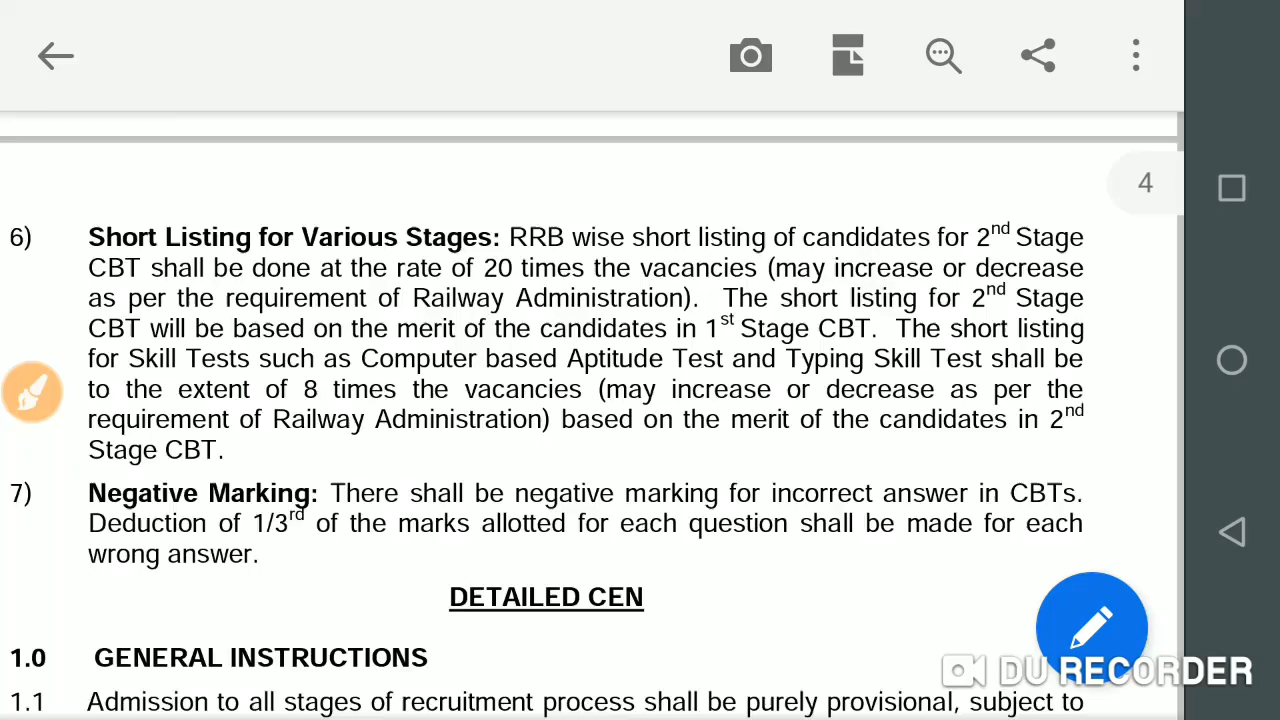 4
6) Short Listing for Various Stages: RRB wise short listing of candidates for 2nd Stage
CBT shall be done at the rate of 20 times the vacancies (may increase or decrease
as per the requirement of Railway Administration). The short listing for 2nd Stage
CBT will be based on the merit of the candidates in 1st Stage CBT. The short listing
for Skill Tests such as Computer based Aptitude Test and Typing Skill Test shall be
to the extent of 8 times the vacancies (may increase or decrease as per the
requirement of Railway Administration) based on the merit of the candidates in 2nd
Stage CBT.
7) Negative Marking: There shall be negative marking for incorrect answer in CBTs.
Deduction of 1/3rd of the marks allotted for each question shall be made for each
wrong answer.
DETAILED CEN
1.0 GENERAL INSTRUCTIONS
DU RECORDER
1.1 Admission to all stages of recruitment process shall be purely provisional, subject to